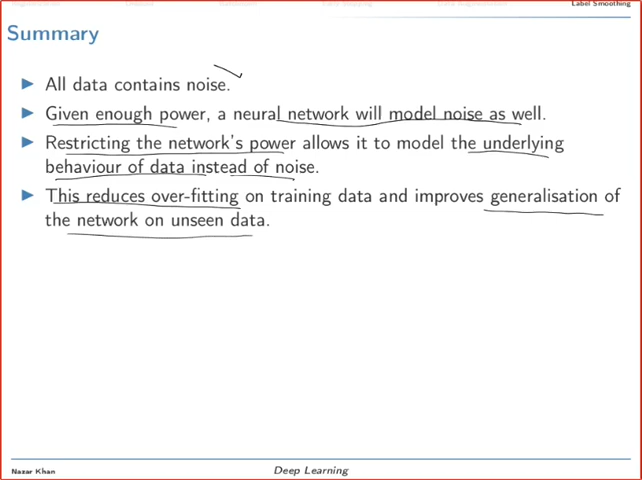 Label Smoothing
Summary
All data contains noise.
Given enough power, a neural network will model noise as well.
Restricting the network's power allows it to model the underlying
behaviour of data instead of noise.
This reduces over-fitting on training data and improves generalisation of
the network on unseen data.
Nazar Khan
Deep Learning